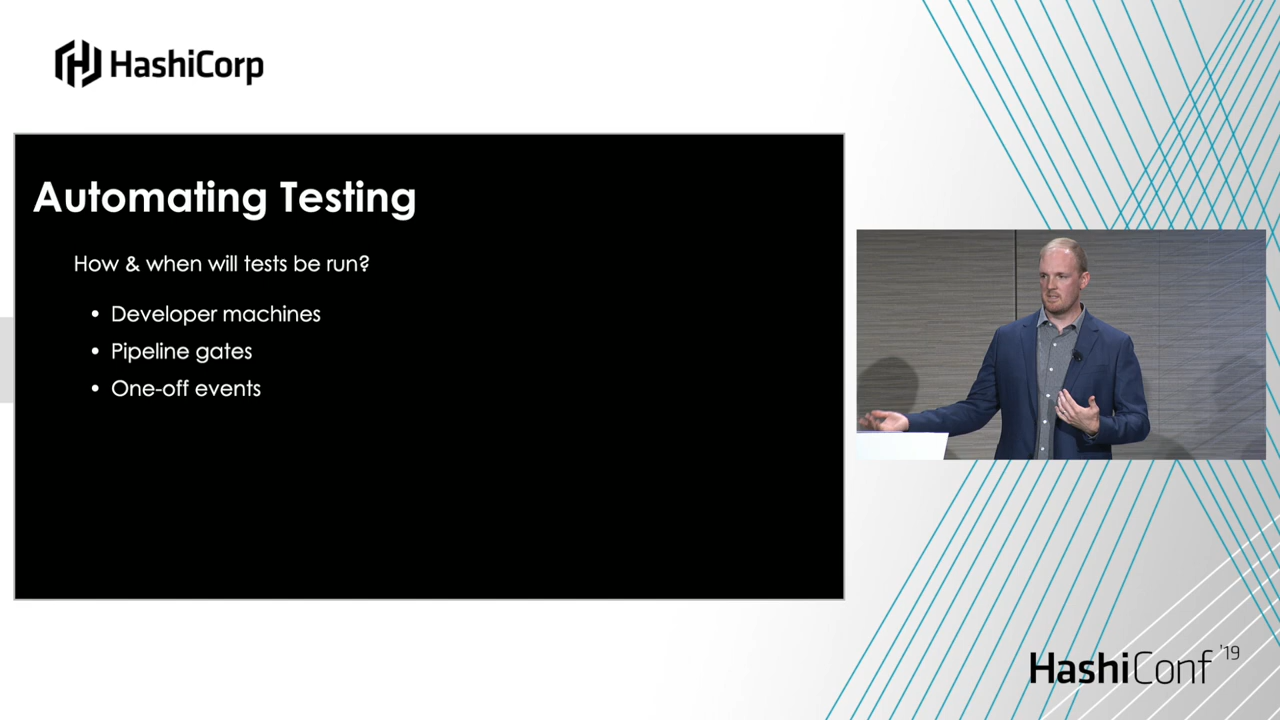 HashiCorp
Automating Testing
How & when will tests be run?
• Developer machines
• Pipeline gates
• One-off events
HashiConf '19